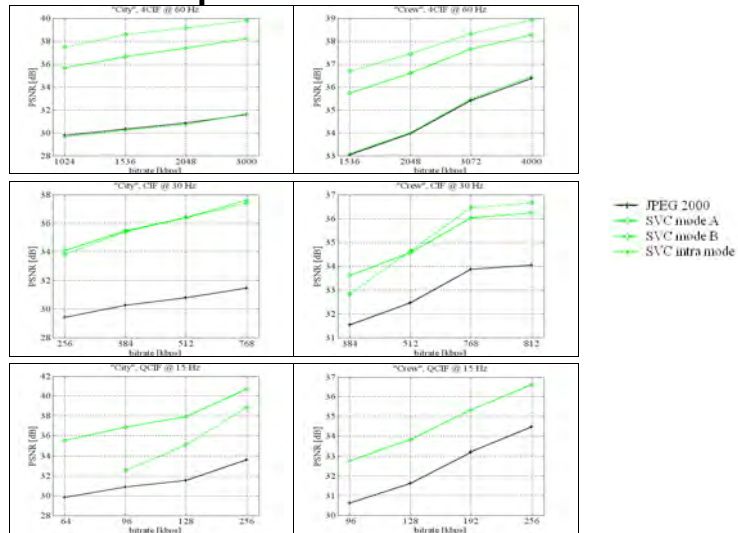 "City", 4CIF @ 60 Hz
PSNR [dB]
40
38
36
34
32
30
28
1024 1536 2048 3000
bitrate [kbps]
"Crew", 4CIF @ 60 Hz
PSNR [dB]
39
38
37
36
35
34
33
1536 2048 3072 4000
bitrate [kbps]
"City", CIF @ 30 Hz
PSNR [dB]
38
36
34
32
30
28
256 384 512 768
bitrate [kbps]
"Crew", CIF @ 30 Hz
PSNR [dB]
37
36
35
34
33
32
31
384 512 768 812
bitrate [kbps]
JPEG 2000
SVC mode A
SVC mode B
SVC intra mode
"City", QCIF @ 15 Hz
PSNR [dB]
42
40
38
36
34
32
30
28
64 96 128 256
bitrate [kbps]
"Crew", QCIF @ 15 Hz
PSNR [dB]
37
36
35
34
33
32
31
30
96 128 192 256
bitrate [kbps]